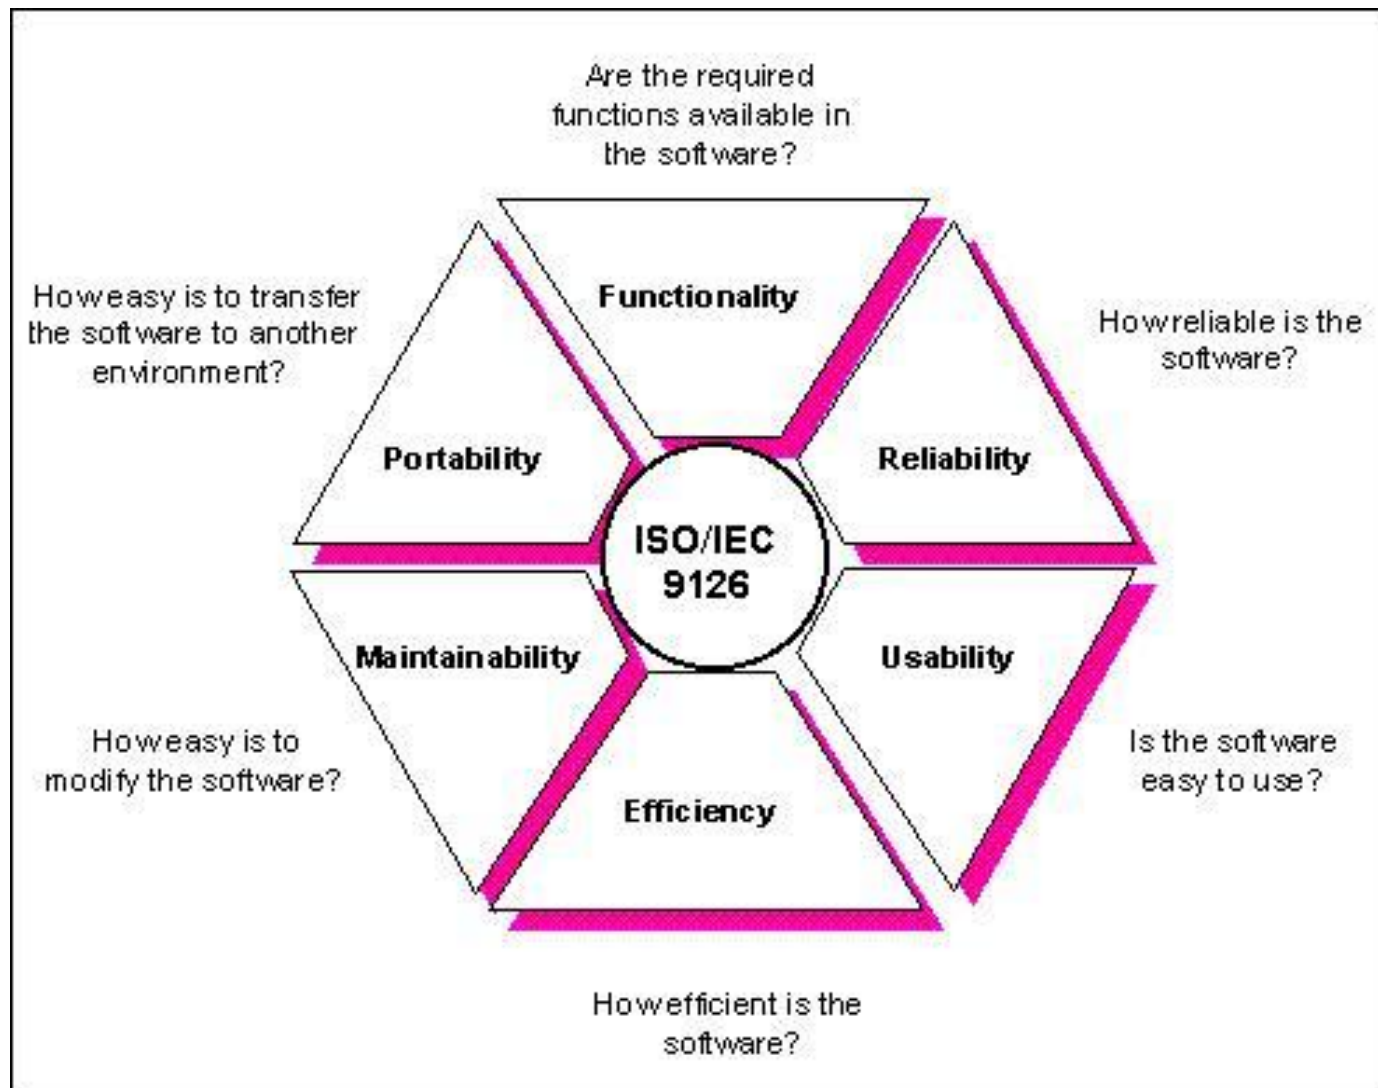 Are the required
functions available in
the software?
Functionality
How easy is to transfer
the software to another
environment?
Portability
How reliable is the
software?
Reliability
ISO/IEC
9126
Maintainability
How easy is to
modify the software?
Usability
Is the software
easy to use?
Efficiency
How efficient is the
software?